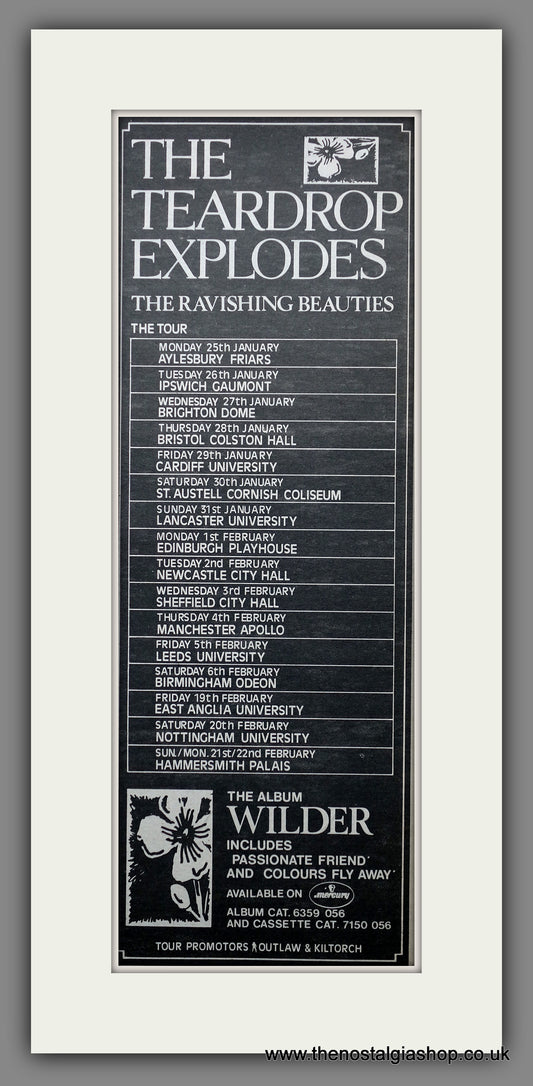 THE
TEARDROP
EXPLODES
THE RAVISHING BEAUTIES
THE TOUR
MONDAY 25th JANUARY
AYLESBURY FRIARS
TUESDAY 26th JANUARY
IPSWICH GAUMONT
WEDNESDAY 27th JANUARY
BRIGHTON DOME
THURSDAY 28th JANUARY
BRISTOL COLSTON HALL
FRIDAY 29th JANUARY
CARDIFF UNIVERSITY
SATURDAY 30th JANUARY
ST. AUSTELL CORNISH COLISEUM
SUNDAY 31st JANUARY
LANCASTER UNIVERSITY
MONDAY 1st FEBRUARY
EDINBURGH PLAYHOUSE
TUESDAY 2nd FEBRUARY
NEWCASTLE CITY HALL
WEDNESDAY 3rd FEBRUARY
SHEFFIELD CITY HALL
THURSDAY 4th FEBRUARY
MANCHESTER APOLLO
FRIDAY 5th FEBRUARY
LEEDS UNIVERSITY
SATURDAY 6th FEBRUARY
BIRMINGHAM ODEON
FRIDAY 19th FEBRUARY
EAST ANGLIA UNIVERSITY
SATURDAY 20th FEBRUARY
NOTTINGHAM UNIVERSITY
SUN./MON. 21st/22nd FEBRUARY
HAMMERSMITH PALAIS
THE ALBUM
WILDER
INCLUDES
'PASSIONATE FRIEND'
AND 'COLOURS FLY AWAY'
AVAILABLE ON mercury
ALBUM CAT. 6359 056
AND CASSETTE CAT. 7150 056
TOUR PROMOTORS OUTLAW & KILTORCH
www.thenostalgiashop.co.uk